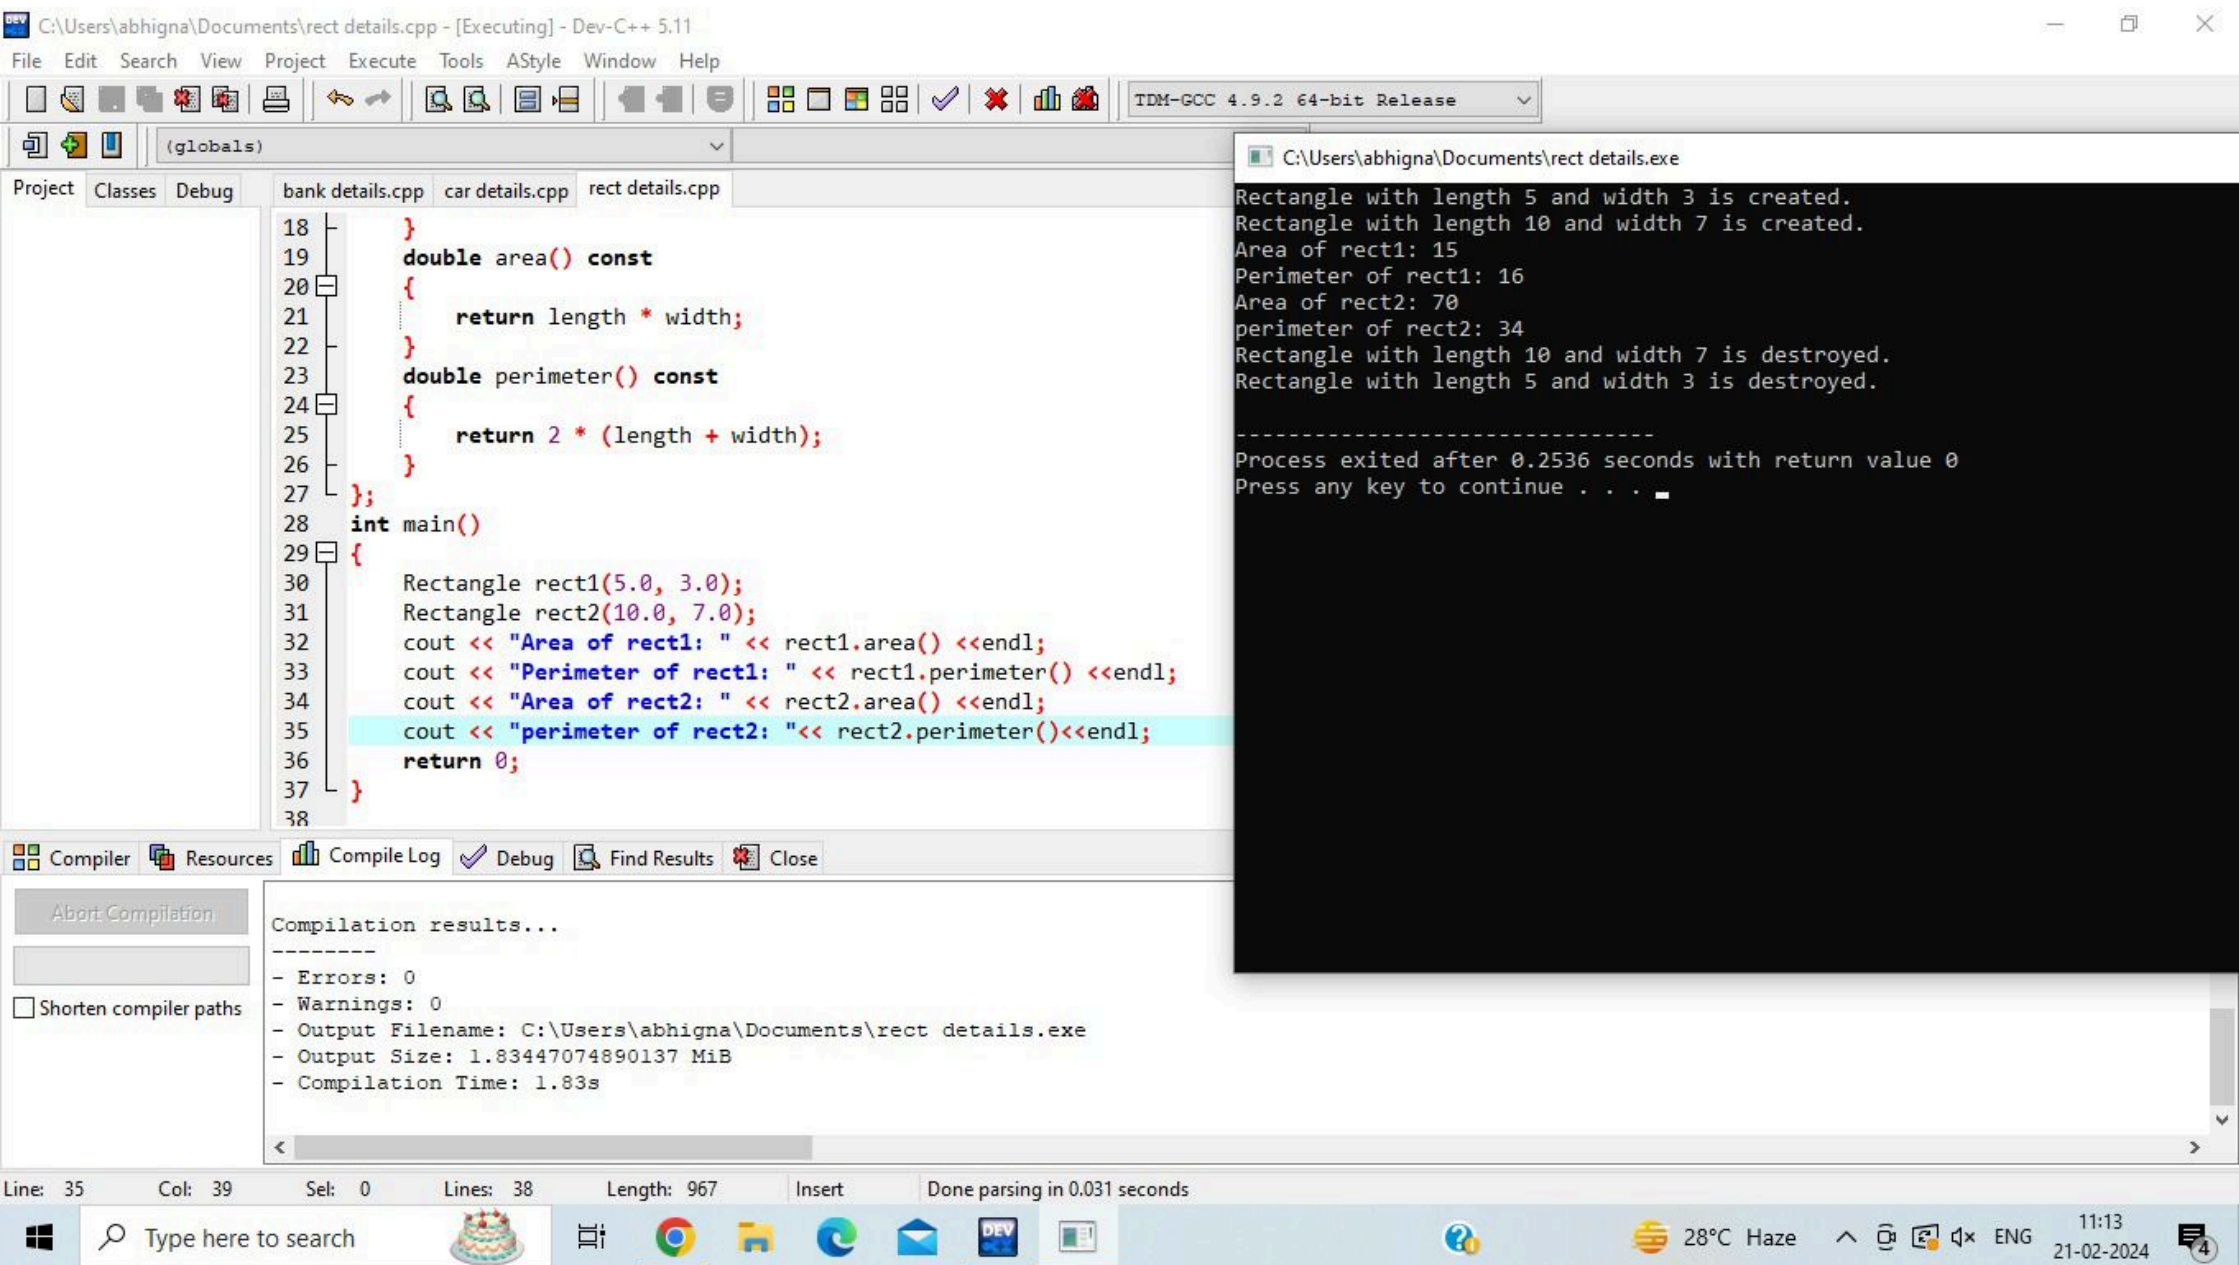 C:\Users\abhigna\Documents\rect details.cpp - [Executing] - Dev-C++ 5.11
File Edit Search View Project Execute Tools AStyle Window Help
TDM-GCC 4.9.2 64-bit Release
(globals)
Project Classes Debug
bank details.cpp car details.cpp rect details.cpp
18 }
19 double area() const
20 {
21 return length * width;
22 }
23 double perimeter() const
24 {
25 return 2 * (length + width);
26 }
27 };
28 int main()
29 {
30 Rectangle rect1(5.0, 3.0);
31 Rectangle rect2(10.0, 7.0);
32 cout << "Area of rect1: " << rect1.area() <<endl;
33 cout << "Perimeter of rect1: " << rect1.perimeter() <<endl;
34 cout << "Area of rect2: " << rect2.area() <<endl;
35 cout << "perimeter of rect2: "<< rect2.perimeter()<<endl;
36 return 0;
37 }
38
C:\Users\abhigna\Documents\rect details.exe
Rectangle with length 5 and width 3 is created.
Rectangle with length 10 and width 7 is created.
Area of rect1: 15
Perimeter of rect1: 16
Area of rect2: 70
perimeter of rect2: 34
Rectangle with length 10 and width 7 is destroyed.
Rectangle with length 5 and width 3 is destroyed.
--------------------------------
Process exited after 0.2536 seconds with return value 0
Press any key to continue . . .
Compiler Resources Compile Log Debug Find Results Close
Abort Compilation
Shorten compiler paths
Compilation results...
--------
- Errors: 0
- Warnings: 0
- Output Filename: C:\Users\abhigna\Documents\rect details.exe
- Output Size: 1.83447074890137 MiB
- Compilation Time: 1.83s
Line: 35 Col: 39 Sel: 0 Lines: 38 Length: 967 Insert Done parsing in 0.031 seconds
Type here to search
DEV
28°C Haze
ENG
11:13
21-02-2024
4